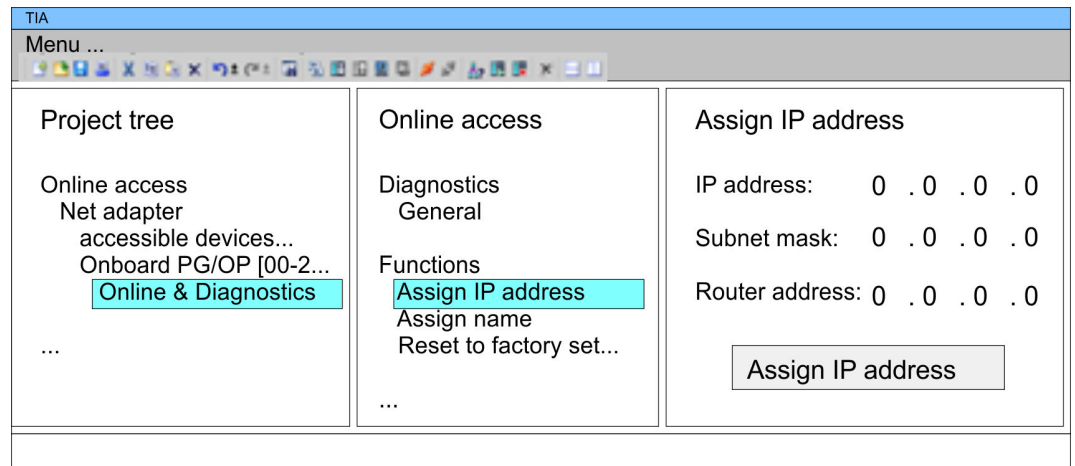 TIA
Menu ...
Project tree
Online access
Net adapter
accessible devices...
Onboard PG/OP [00-2...
Online & Diagnostics
...
Online access
Diagnostics
General
Functions
Assign IP address
Assign name
Reset to factory set...
...
Assign IP address
IP address: 0 . 0 . 0 . 0
Subnet mask: 0 . 0 . 0 . 0
Router address: 0 . 0 . 0 . 0
Assign IP address